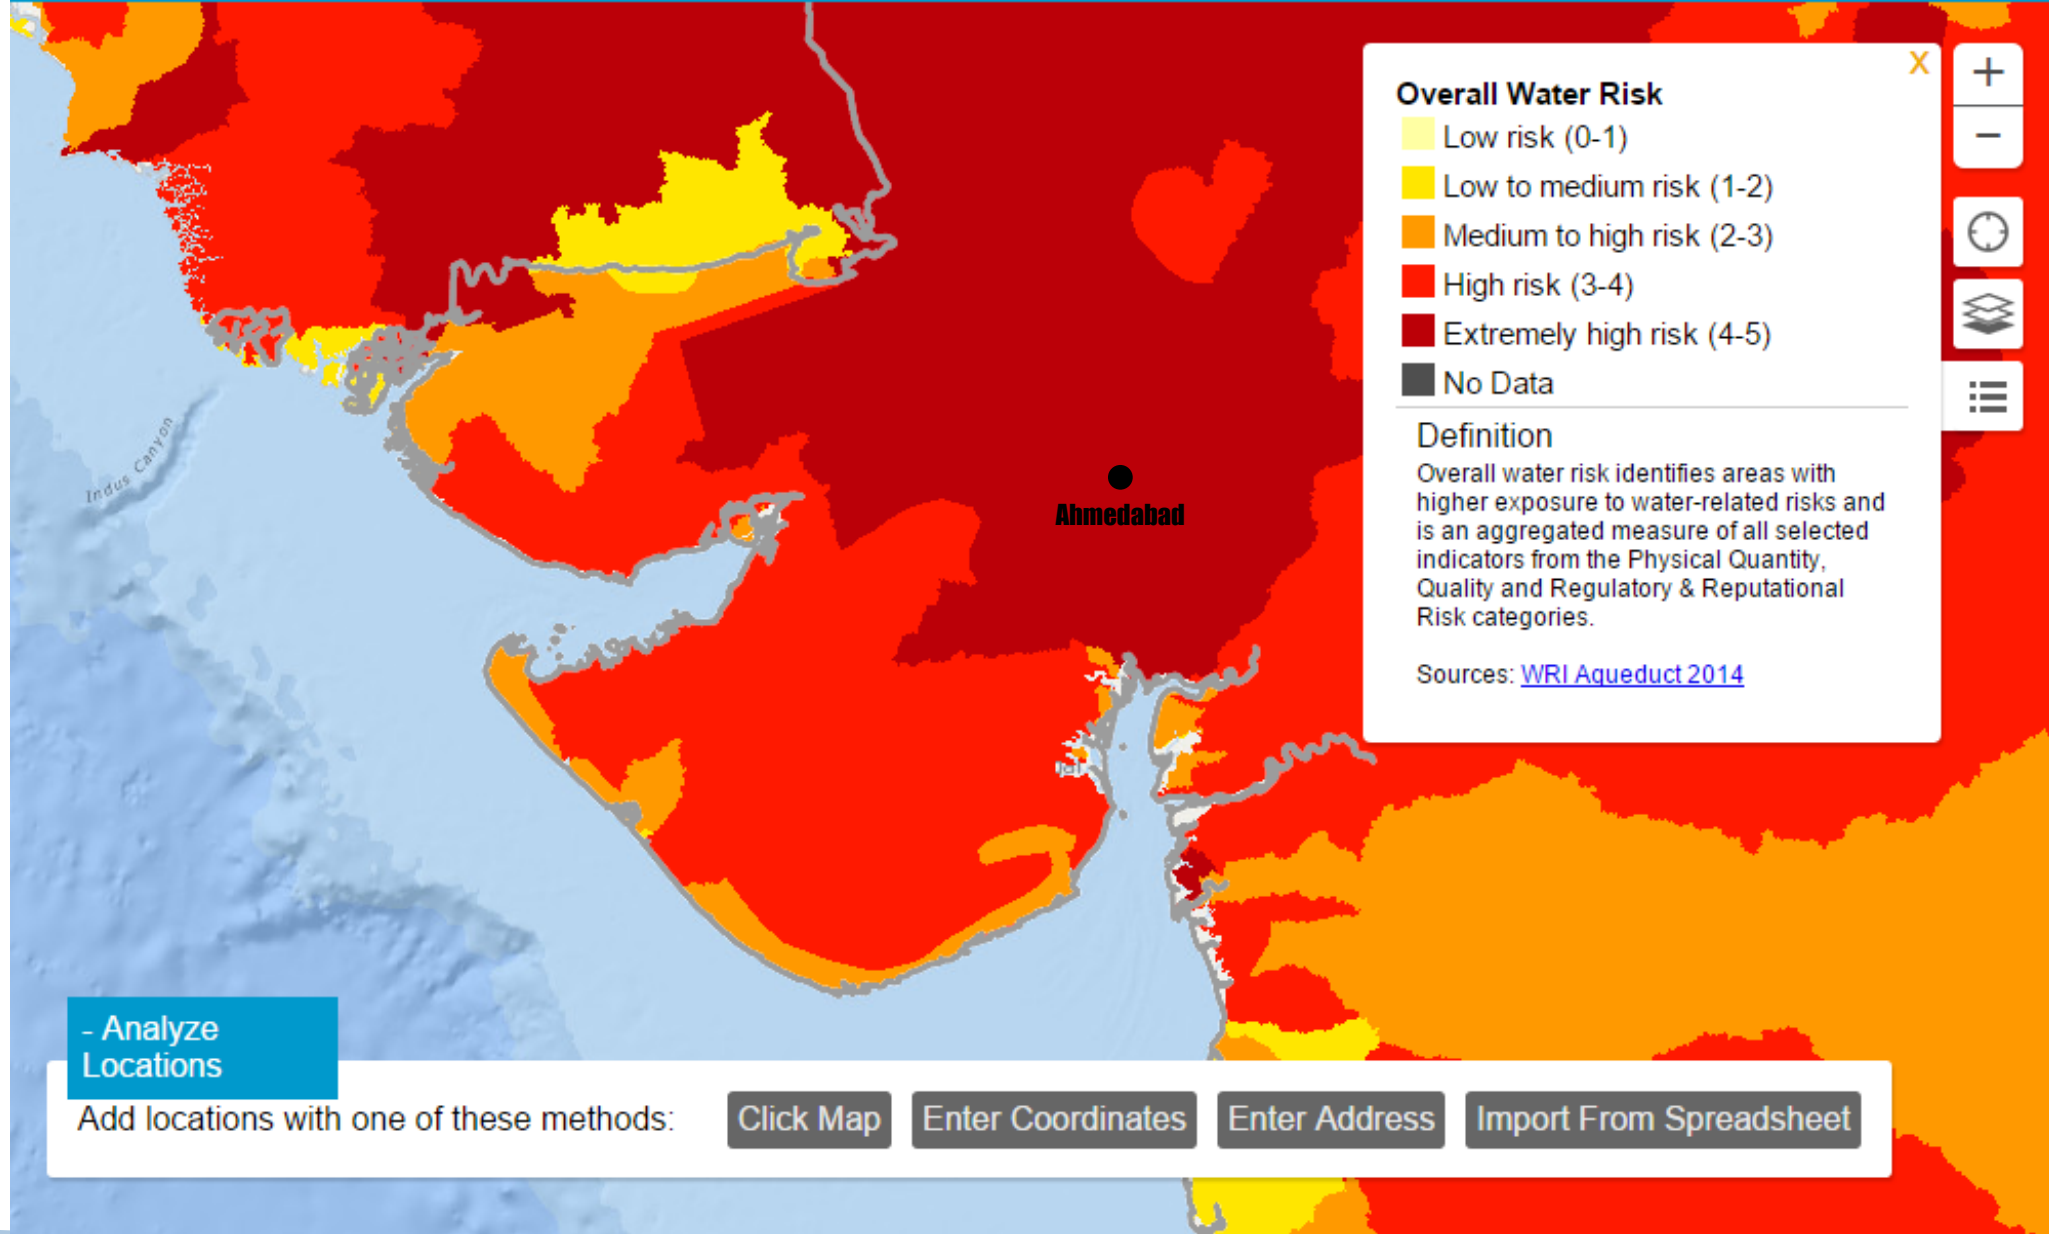 X
Overall Water Risk
Low risk (0-1)
Low to medium risk (1-2)
Medium to high risk (2-3)
High risk (3-4)
Extremely high risk (4-5)
No Data
Definition
Overall water risk identifies areas with
higher exposure to water-related risks and
is an aggregated measure of all selected
indicators from the Physical Quantity,
Quality and Regulatory & Reputational
Risk categories.
Sources: WRI Aqueduct 2014
+
−
Indus Canyon
Ahmedabad
- Analyze
Locations
Add locations with one of these methods:
Click Map
Enter Coordinates
Enter Address
Import From Spreadsheet